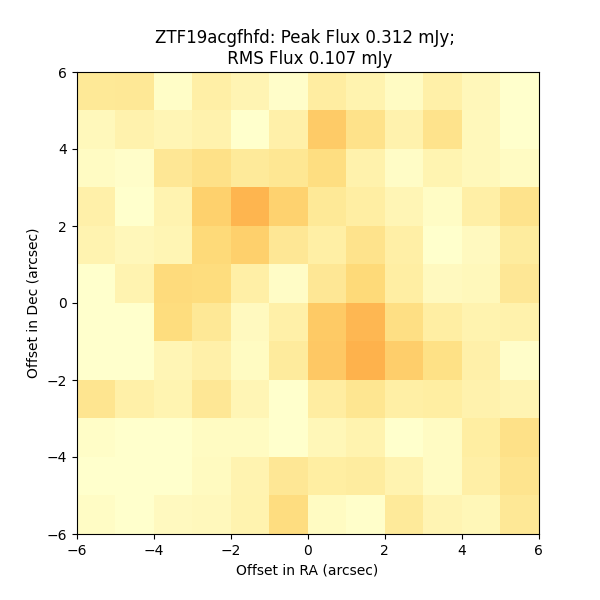 ZTF19acgfhfd: Peak Flux 0.312 mJy;
RMS Flux 0.107 mJy
6
4
2
0
−2
−4
−6
Offset in Dec (arcsec)
−6 −4 −2 0 2 4 6
Offset in RA (arcsec)